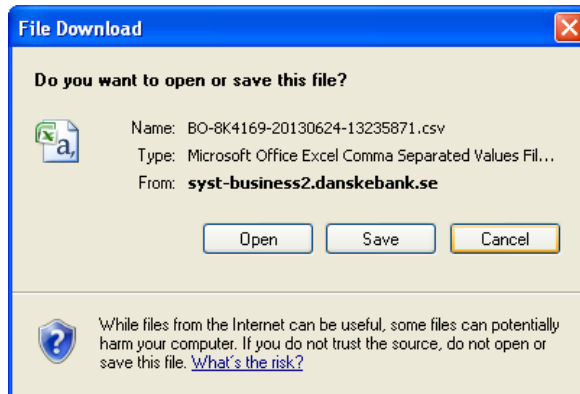 File Download
Do you want to open or save this file?
Name: BO-8K4169-20130624-13235871.csv
Type: Microsoft Office Excel Comma Separated Values Fil...
From: syst-business2.danskebank.se
Open Save Cancel
While files from the Internet can be useful, some files can potentially
harm your computer. If you do not trust the source, do not open or
save this file. What's the risk?